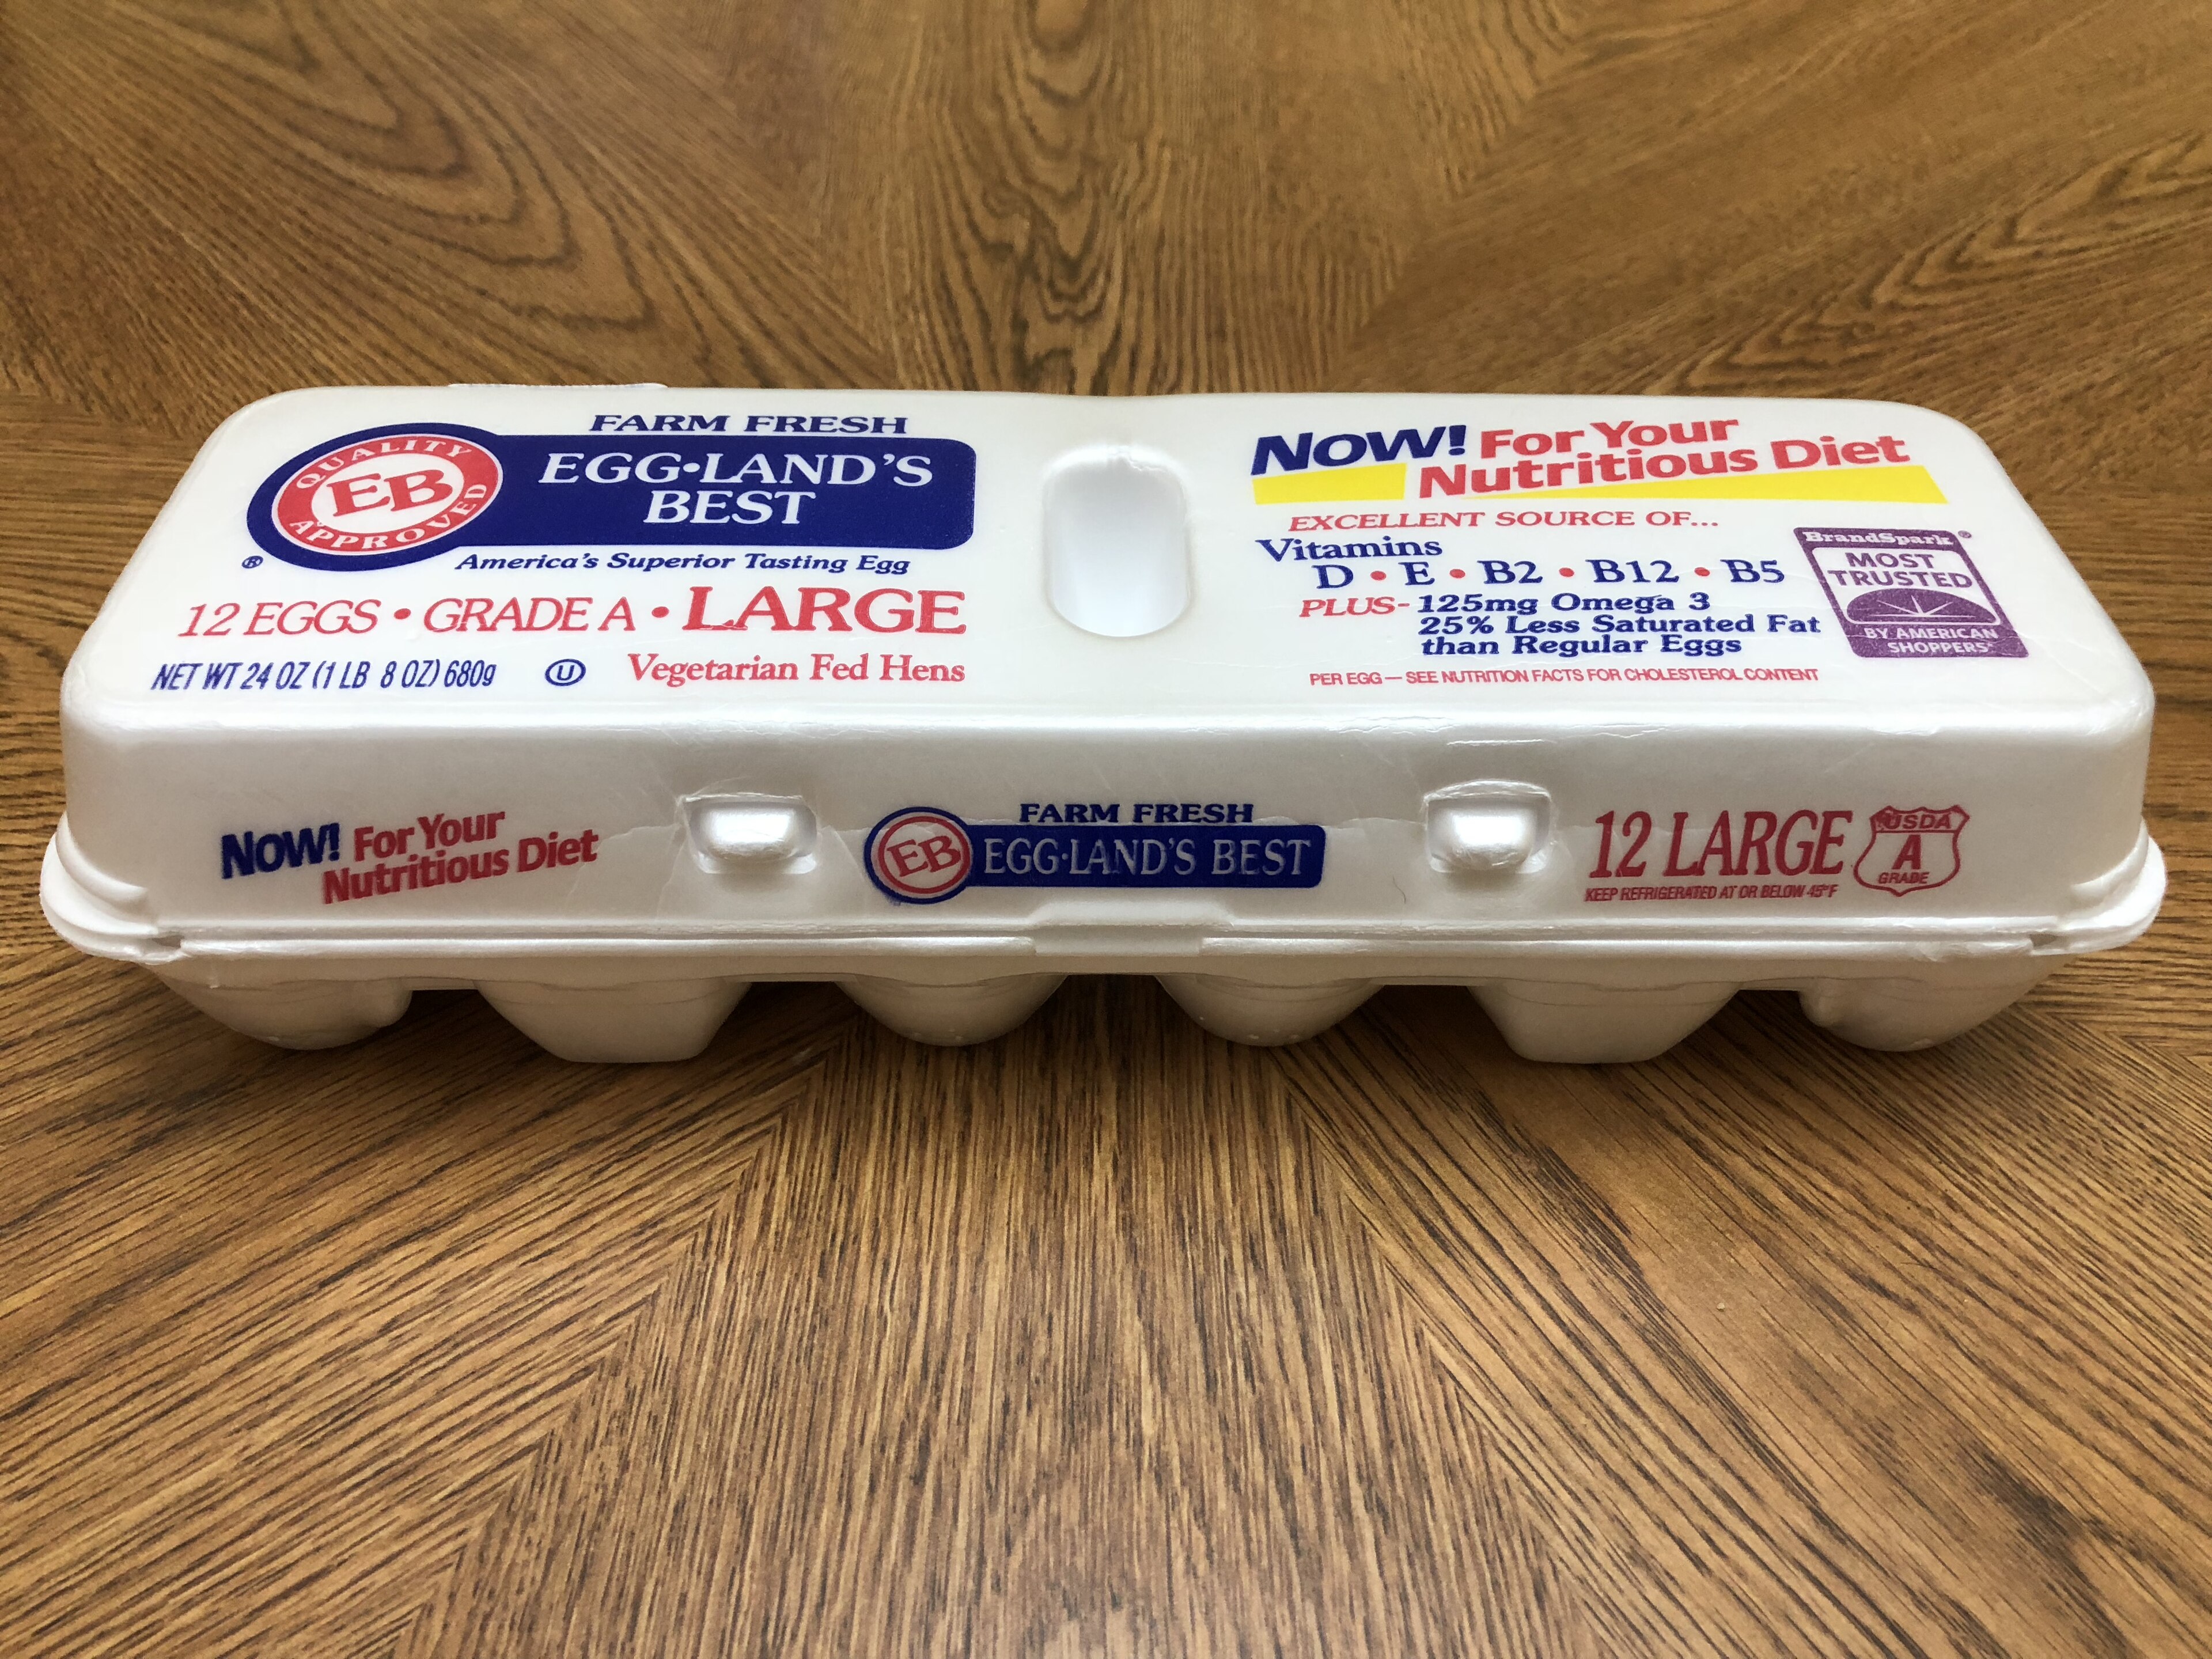 FARM FRESH
QUALITY
EB
APPROVED
EGG•LAND'S
BEST
®
America's Superior Tasting Egg
12 EGGS • GRADE A • LARGE
NET WT 24 OZ (1 LB 8 OZ) 680g
U
Vegetarian Fed Hens
NOW! For Your
Nutritious Diet
EXCELLENT SOURCE OF...
Vitamins
D • E • B2 • B12 • B5
PLUS- 125mg Omega 3
25% Less Saturated Fat
than Regular Eggs
PER EGG — SEE NUTRITION FACTS FOR CHOLESTEROL CONTENT
BrandSpark®
MOST
TRUSTED
BY AMERICAN
SHOPPERS®
NOW! For Your
Nutritious Diet
FARM FRESH
EB EGG•LAND'S BEST
12 LARGE
KEEP REFRIGERATED AT OR BELOW 45°F
USDA
A
GRADE